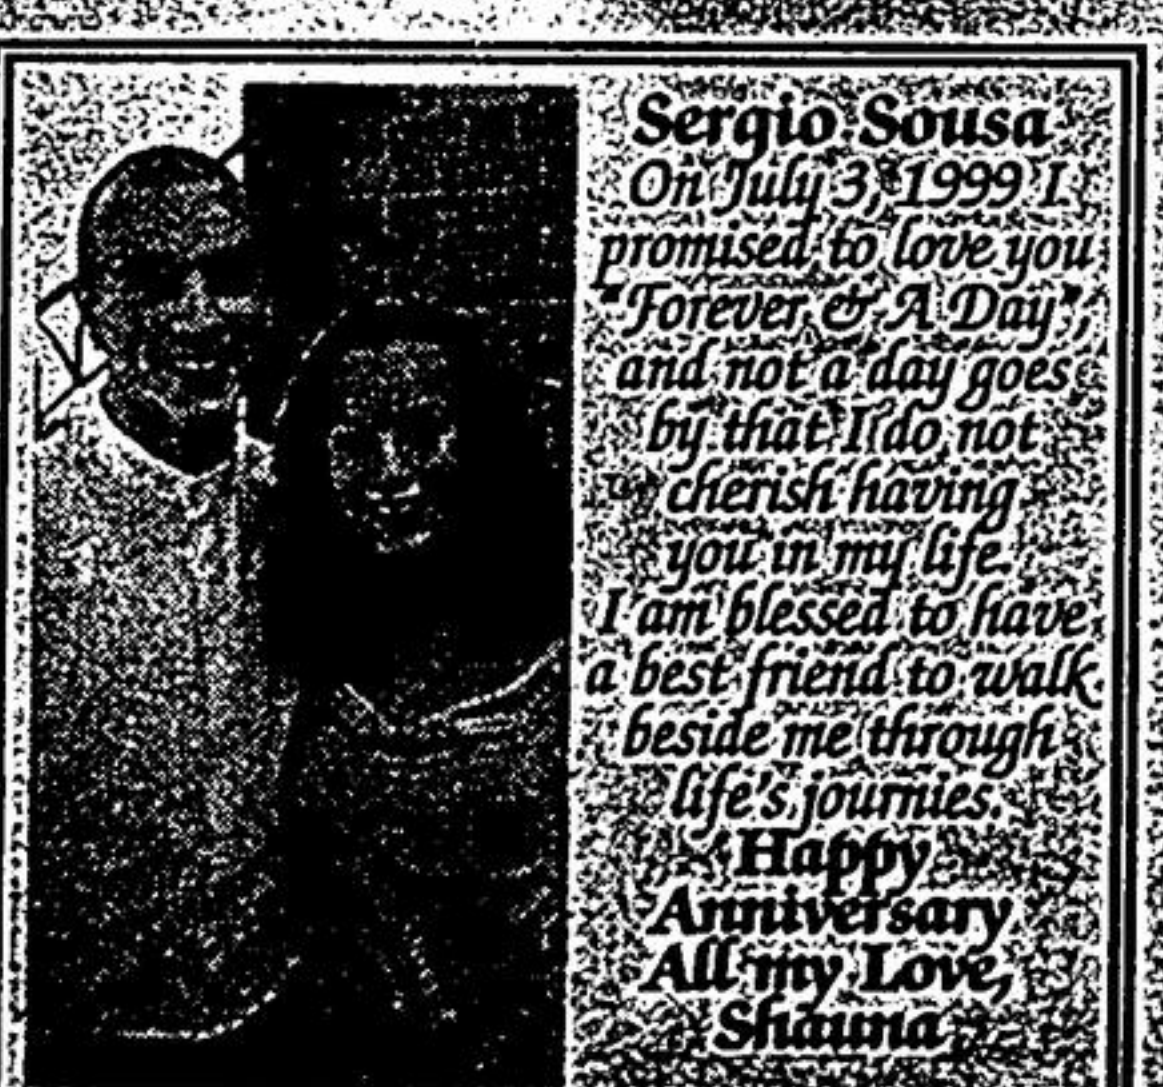 Sergio Sousa
On July 3, 1999 I
promised to love you
"Forever & A Day",
and not a day goes
by that I do not
cherish having
you in my life.
I am blessed to have
a best friend to walk
beside me through
life's journies.
Happy
Anniversary
All my Love,
Shauna